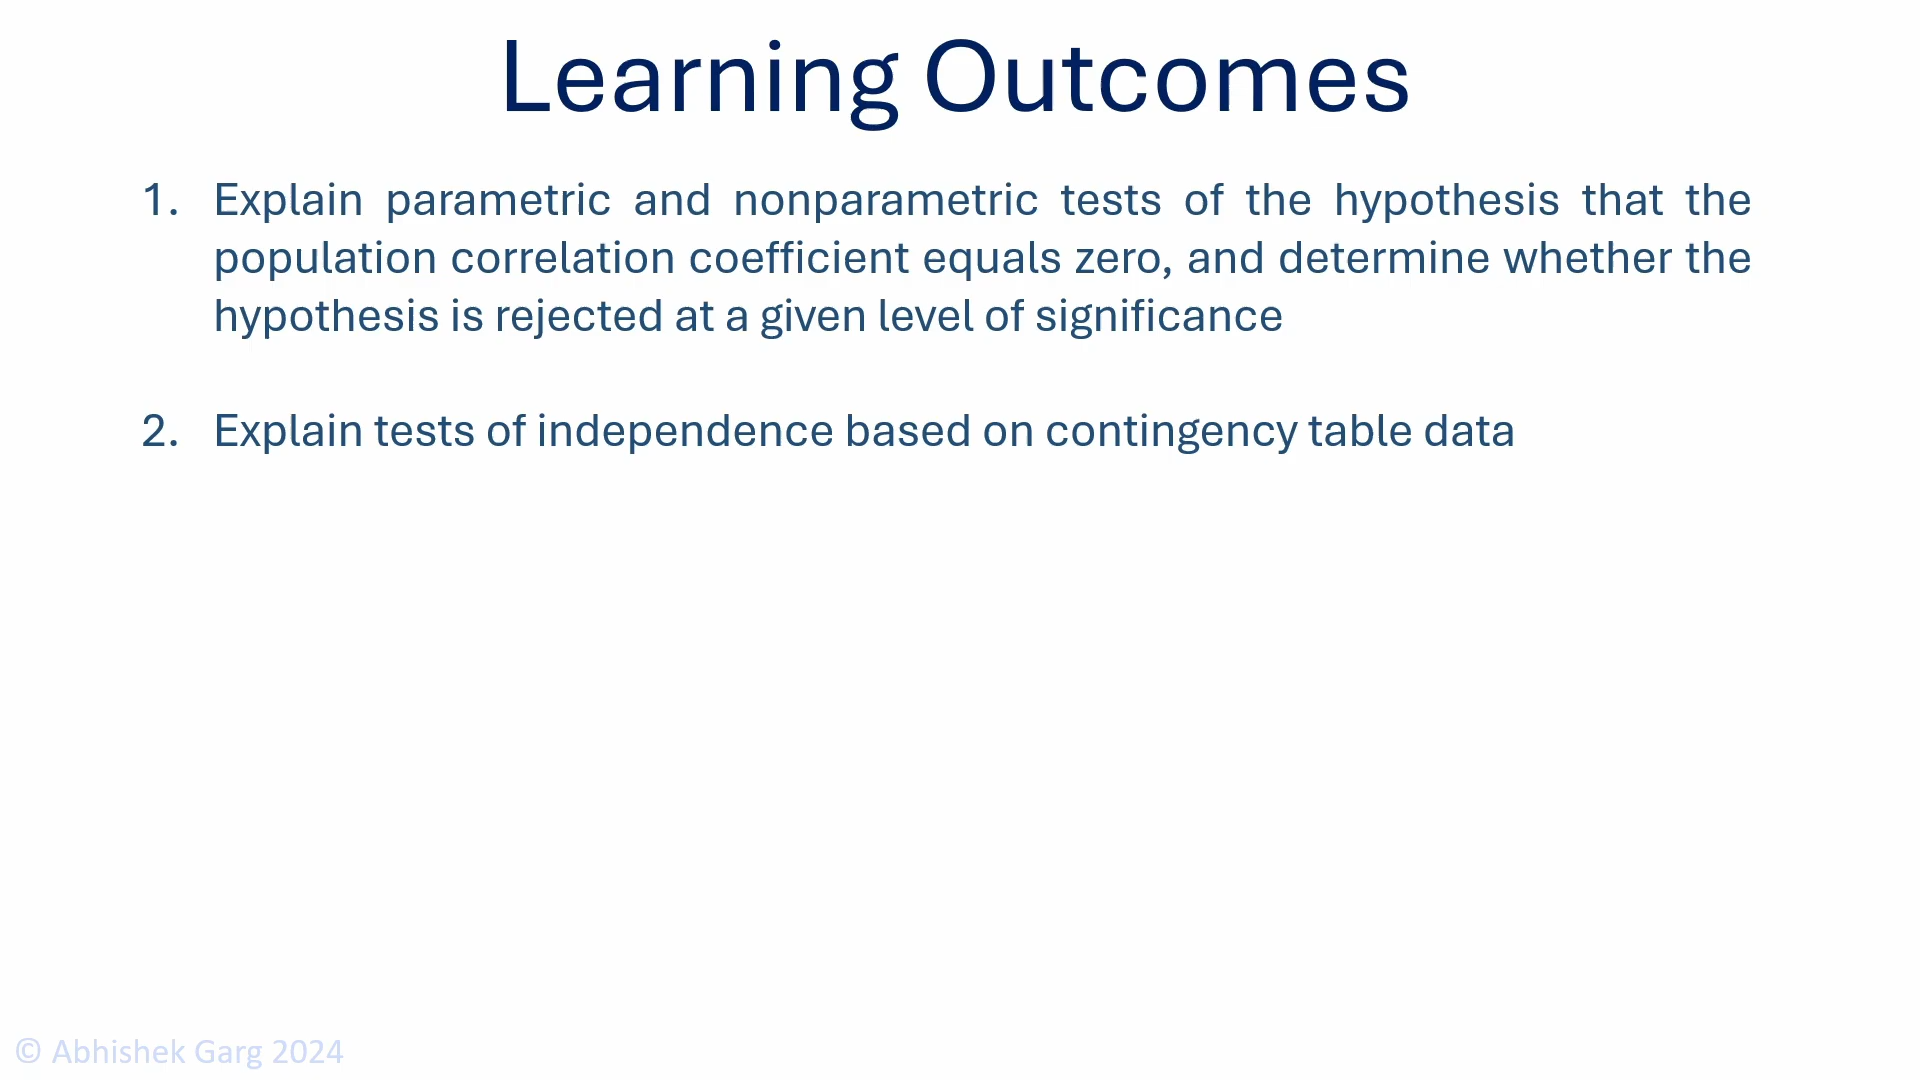 Learning Outcomes
1. Explain parametric and nonparametric tests of the hypothesis that the
population correlation coefficient equals zero, and determine whether the
hypothesis is rejected at a given level of significance
2. Explain tests of independence based on contingency table data
© Abhishek Garg 2024